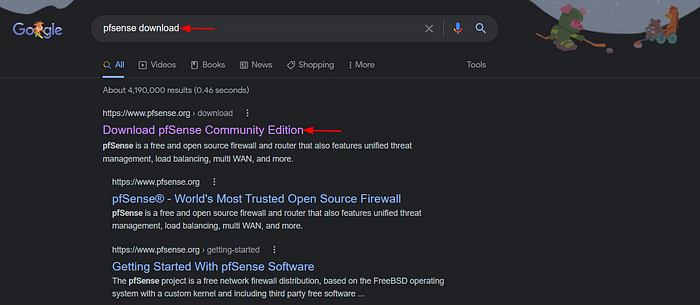 Google
pfsense download
All Videos Books News Shopping More Tools
About 4,190,000 results (0.46 seconds)
https://www.pfsense.org › download
Download pfSense Community Edition
pfSense is a free and open source firewall and router that also features unified threat
management, load balancing, multi WAN, and more.
https://www.pfsense.org
pfSense® - World's Most Trusted Open Source Firewall
pfSense is a free and open source firewall and router that also features unified threat
management, load balancing, multi WAN, and more.
https://www.pfsense.org › getting-started
Getting Started With pfSense Software
The pfSense project is a free network firewall distribution, based on the FreeBSD operating
system with a custom kernel and including third party free software ...